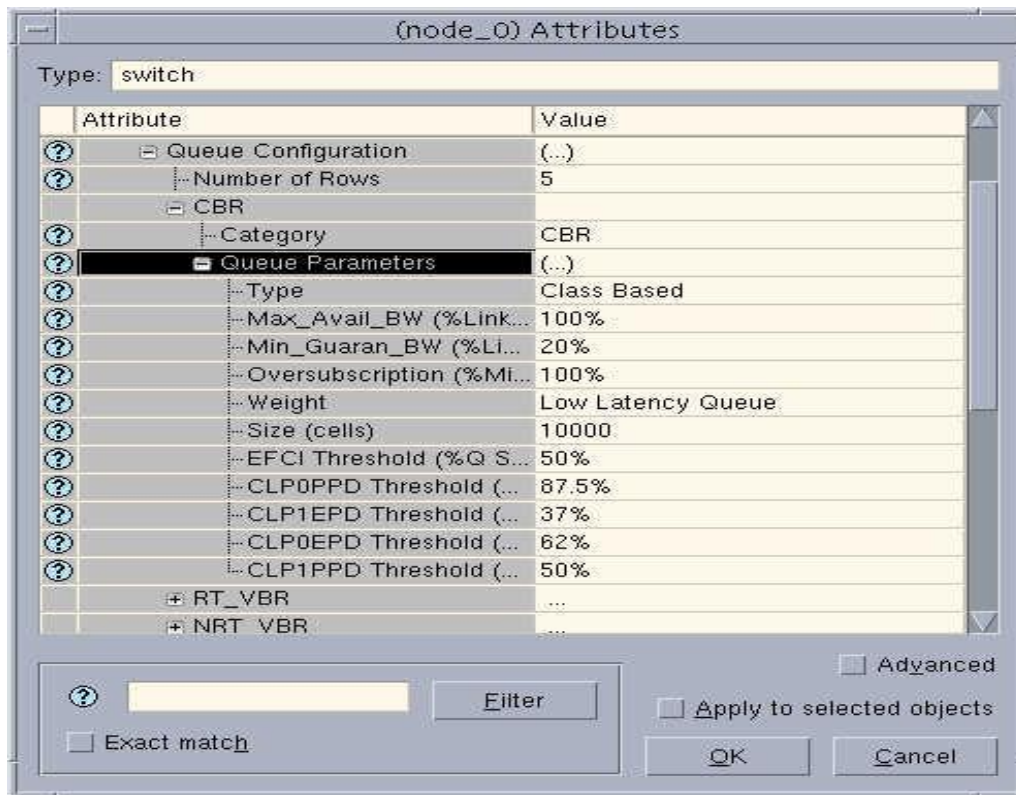 (node_0) Attributes
Type: switch
Attribute Value
Queue Configuration (...)
Number of Rows 5
CBR
Category CBR
Queue Parameters (...)
Type Class Based
Max_Avail_BW (%Link... 100%
Min_Guaran_BW (%Li... 20%
Oversubscription (%Mi... 100%
Weight Low Latency Queue
Size (cells) 10000
EFCI Threshold (%Q S... 50%
CLP0PPD Threshold (... 87.5%
CLP1EPD Threshold (... 37%
CLP0EPD Threshold (... 62%
CLP1PPD Threshold (... 50%
RT_VBR ...
NRT_VBR ...
Advanced
Filter
Apply to selected objects
Exact match
OK Cancel